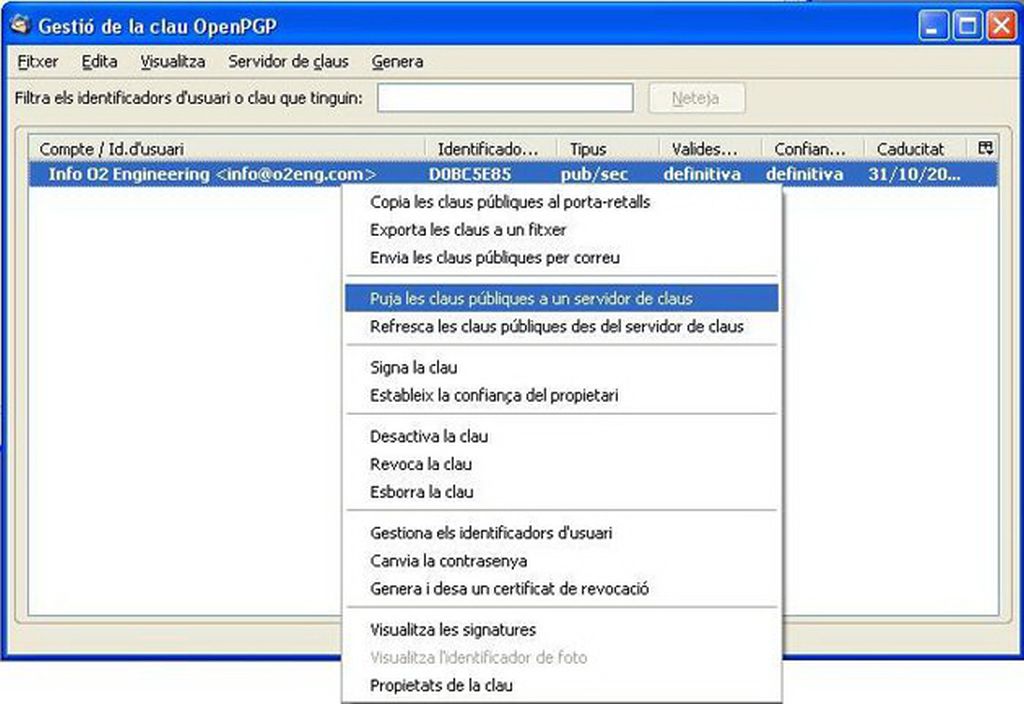 Gestió de la clau OpenPGP
Fitxer Edita Visualitza Servidor de claus Genera
Filtra els identificadors d'usuari o clau que tinguin: Neteja
Compte / Id.d'usuari Identificado... Tipus Valides... Confian... Caducitat
Info O2 Engineering <info@o2eng.com> D0BC5E85 pub/sec definitiva definitiva 31/10/20...
Copia les claus públiques al porta-retalls
Exporta les claus a un fitxer
Envia les claus públiques per correu
Puja les claus públiques a un servidor de claus
Refresca les claus públiques des del servidor de claus
Signa la clau
Estableix la confiança del propietari
Desactiva la clau
Revoca la clau
Esborra la clau
Gestiona els identificadors d'usuari
Canvia la contrasenya
Genera i desa un certificat de revocació
Visualitza les signatures
Visualitza l'identificador de foto
Propietats de la clau